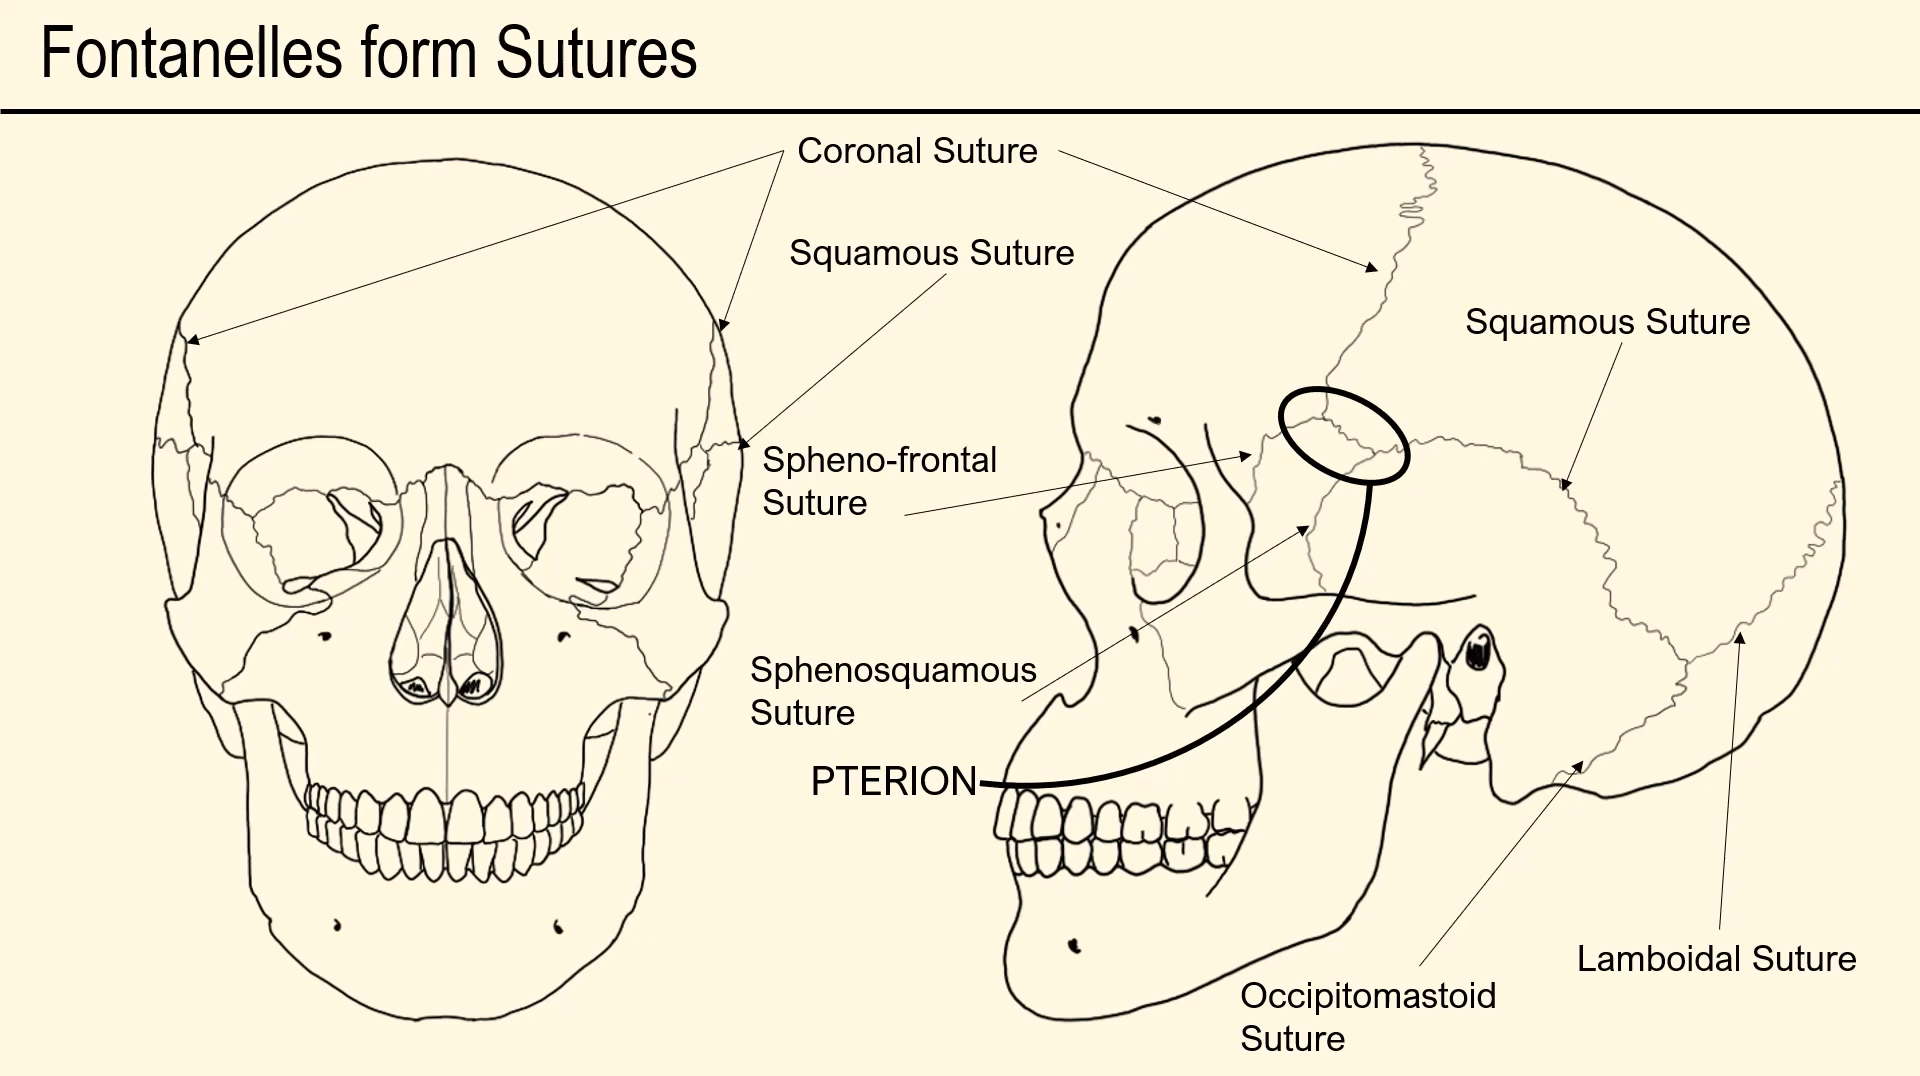 Fontanelles form Sutures
Coronal Suture
Squamous Suture
Squamous Suture
Spheno-frontal
Suture
Sphenosquamous
Suture
PTERION
Lamboidal Suture
Occipitomastoid
Suture